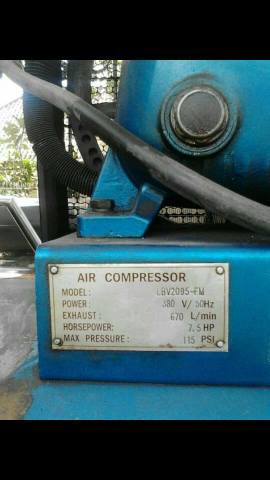 AIR COMPRESSOR
MODEL: LBV2095-FM
POWER: 380 V/50Hz
EXHAUST: 670 L/min
HORSEPOWER: 7.5 HP
MAX PRESSURE: 115 PSI